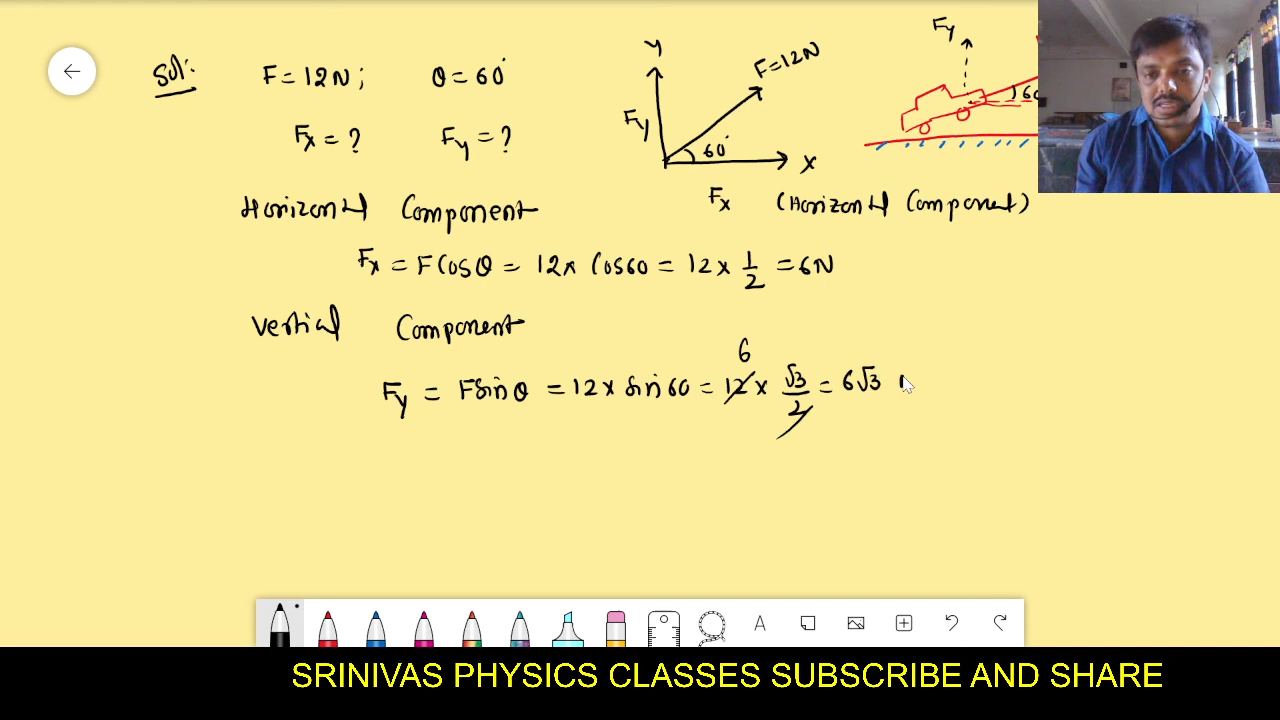 Sol:
F = 12N ; θ = 60°
Fx = ? Fy = ?
Y
F=12N
Fy
60°
X
Fx (Horizontal Component)
Fy
60
Horizontal Component
Fx = F Cos θ = 12 x Cos60 = 12 x 1/2 = 6N
Vertical Component
6
Fy = F Sin θ = 12 x Sin 60 = 12 x √3/2 = 6√3
A
SRINIVAS PHYSICS CLASSES SUBSCRIBE AND SHARE